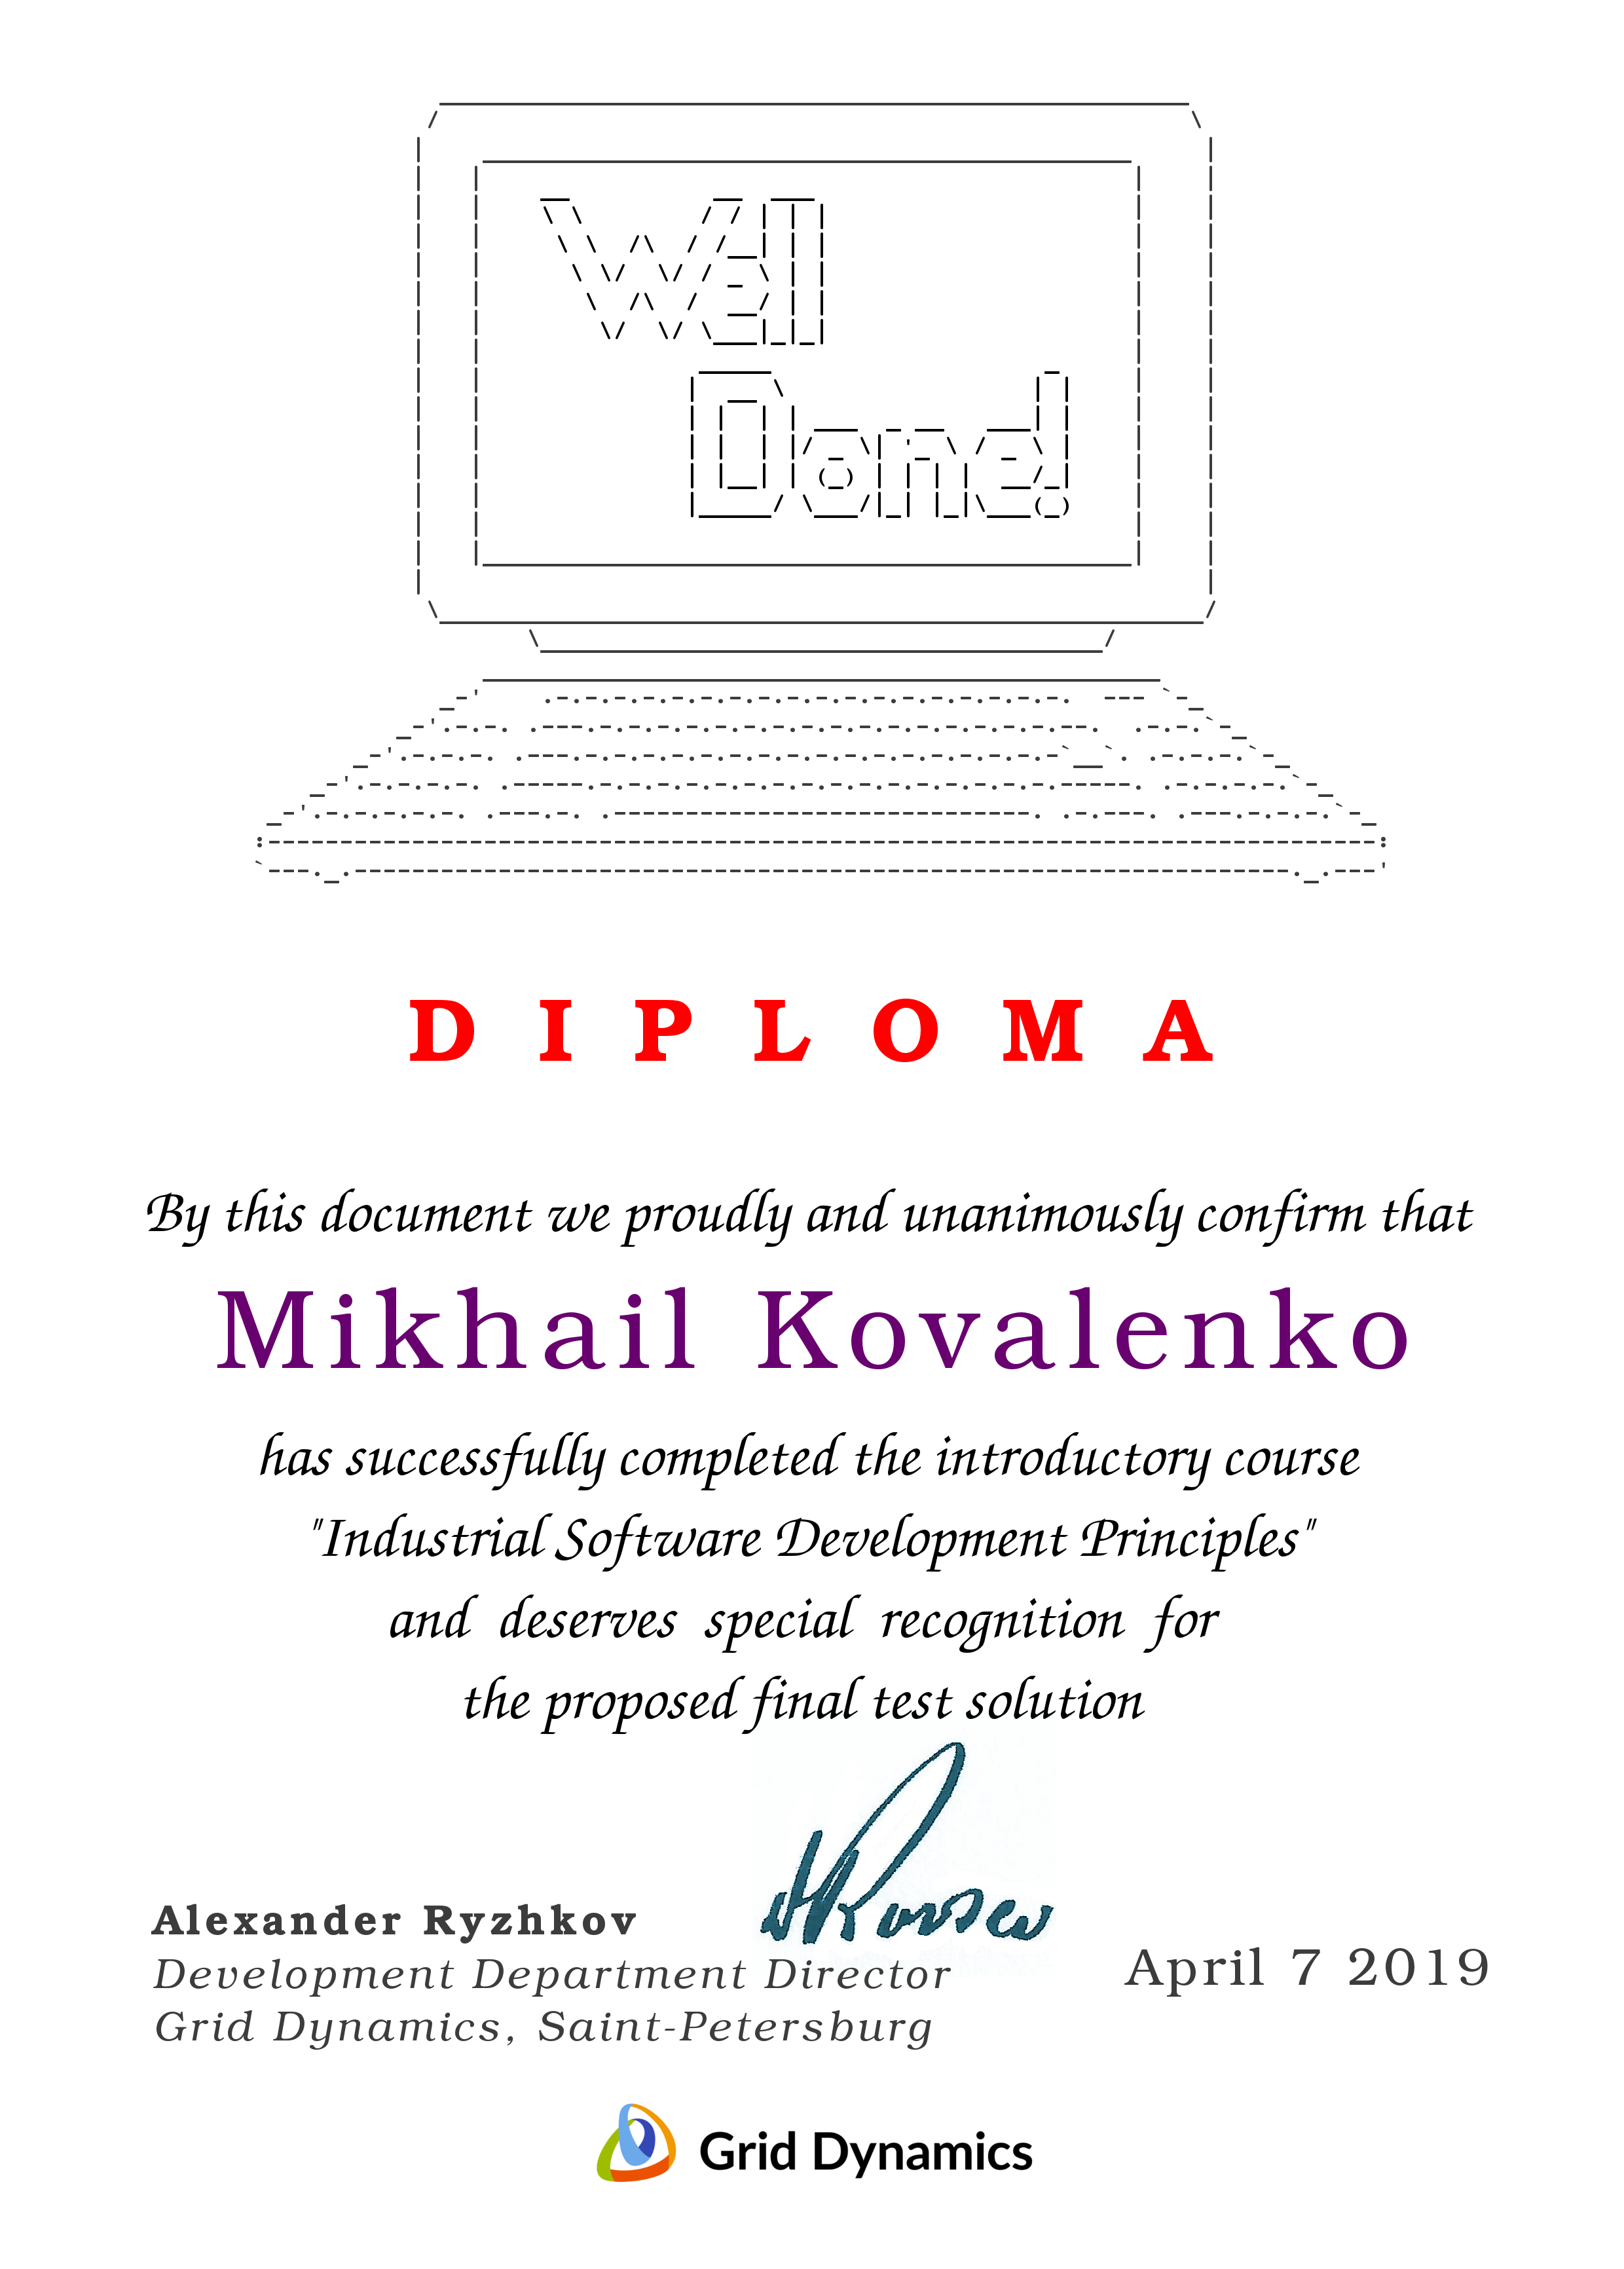 Well
Done!
DIPLOMA
By this document we proudly and unanimously confirm that
Mikhail Kovalenko
has successfully completed the introductory course
"Industrial Software Development Principles"
and deserves special recognition for
the proposed final test solution
Alexander Ryzhkov
Development Department Director
Grid Dynamics, Saint-Petersburg
April 7 2019
Grid Dynamics